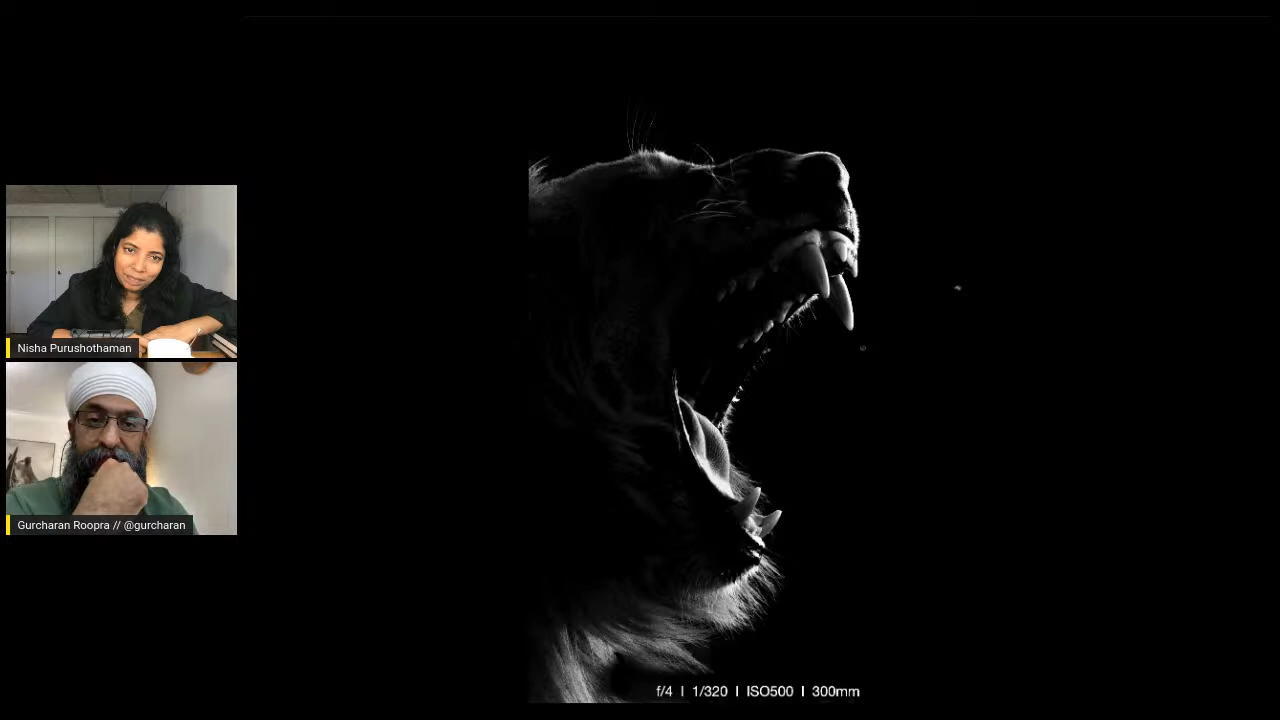 Nisha Purushothaman
Gurcharan Roopra // @gurcharan
f/4 | 1/320 | ISO500 | 300mm